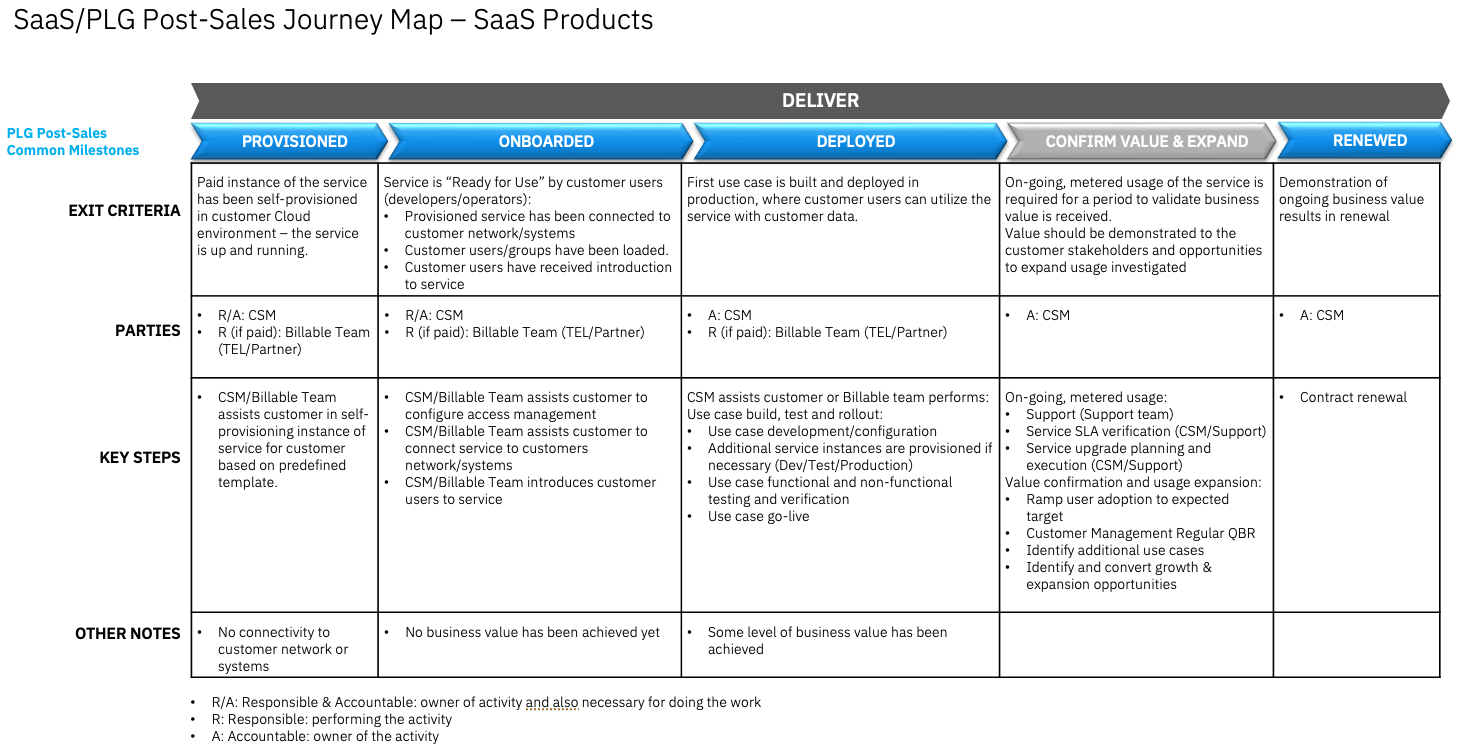 SaaS/PLG Post-Sales Journey Map – SaaS Products
DELIVER
PLG Post-Sales
Common Milestones
PROVISIONED
ONBOARDED
DEPLOYED
CONFIRM VALUE & EXPAND
RENEWED
EXIT CRITERIA
Paid instance of the service
has been self-provisioned
in customer Cloud
environment – the service
is up and running.
Service is “Ready for Use” by customer users
(developers/operators):
• Provisioned service has been connected to
customer network/systems
• Customer users/groups have been loaded.
• Customer users have received introduction
to service
First use case is built and deployed in
production, where customer users can utilize the
service with customer data.
On-going, metered usage of the service is
required for a period to validate business
value is received.
Value should be demonstrated to the
customer stakeholders and opportunities
to expand usage investigated
Demonstration of
ongoing business value
results in renewal
PARTIES
• R/A: CSM
• R (if paid): Billable Team
(TEL/Partner)
• R/A: CSM
• R (if paid): Billable Team (TEL/Partner)
• A: CSM
• R (if paid): Billable Team (TEL/Partner)
• A: CSM
• A: CSM
KEY STEPS
• CSM/Billable Team
assists customer in self-
provisioning instance of
service for customer
based on predefined
template.
• CSM/Billable Team assists customer to
configure access management
• CSM/Billable Team assists customer to
connect service to customers
network/systems
• CSM/Billable Team introduces customer
users to service
CSM assists customer or Billable team performs:
Use case build, test and rollout:
• Use case development/configuration
• Additional service instances are provisioned if
necessary (Dev/Test/Production)
• Use case functional and non-functional
testing and verification
• Use case go-live
On-going, metered usage:
• Support (Support team)
• Service SLA verification (CSM/Support)
• Service upgrade planning and
execution (CSM/Support)
Value confirmation and usage expansion:
• Ramp user adoption to expected
target
• Customer Management Regular QBR
• Identify additional use cases
• Identify and convert growth &
expansion opportunities
• Contract renewal
OTHER NOTES
• No connectivity to
customer network or
systems
• No business value has been achieved yet
• Some level of business value has been
achieved
• R/A: Responsible & Accountable: owner of activity and also necessary for doing the work
• R: Responsible: performing the activity
• A: Accountable: owner of the activity